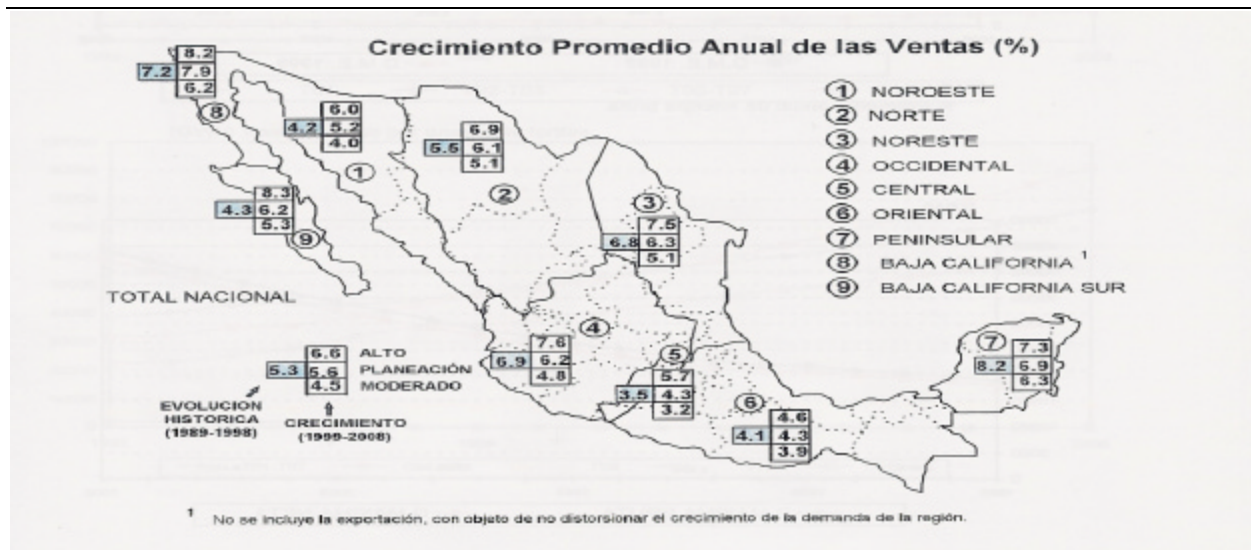 Crecimiento Promedio Anual de las Ventas (%)
① NOROESTE
② NORTE
③ NORESTE
④ OCCIDENTAL
⑤ CENTRAL
⑥ ORIENTAL
⑦ PENINSULAR
⑧ BAJA CALIFORNIA ¹
⑨ BAJA CALIFORNIA SUR
8.2
7.2 7.9
6.2
⑧
6.0
4.2 5.2
4.0
①
6.9
5.5 6.1
5.1
②
8.3
4.3 6.2
5.3
⑨
③
7.5
6.8 6.3
5.1
TOTAL NACIONAL
6.6 ALTO
5.3 5.6 PLANEACIÓN
4.5 MODERADO
EVOLUCION
HISTORICA
(1989-1998)
CRECIMIENTO
(1999-2008)
④
7.6
6.9 6.2
4.8
⑤
5.7
3.5 4.3
3.2
⑥
4.6
4.1 4.3
3.9
⑦
7.3
8.2 6.9
6.3
¹ No se incluye la exportación, con objeto de no distorsionar el crecimiento de la demanda de la región.